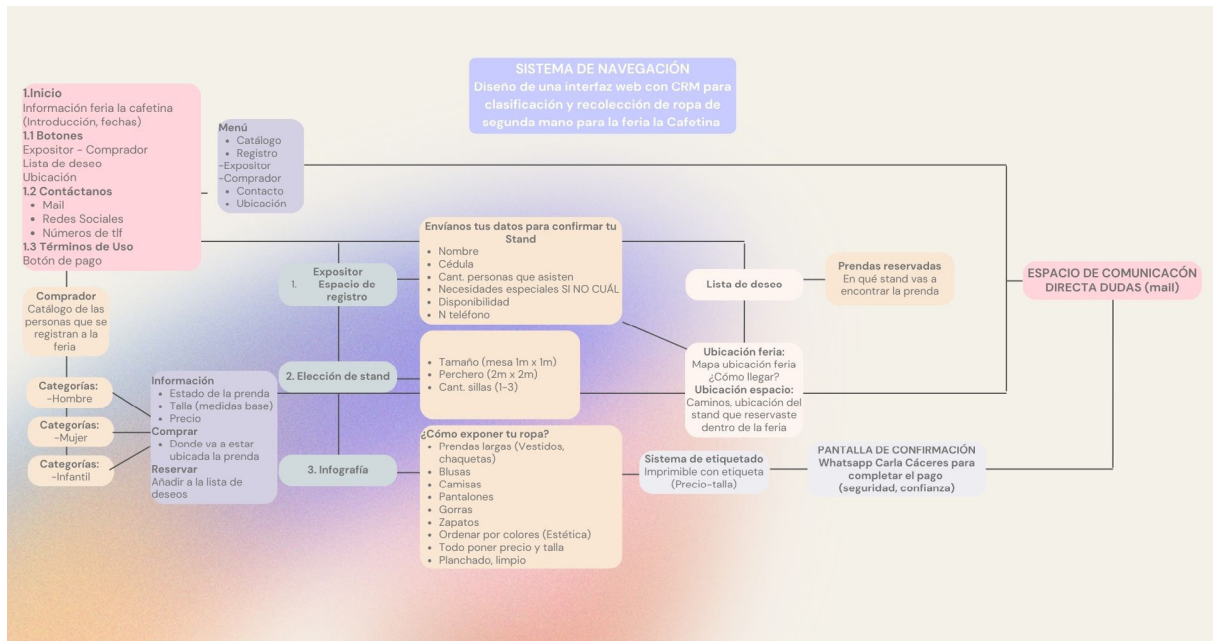 SISTEMA DE NAVEGACIÓN
Diseño de una interfaz web con CRM para
clasificación y recolección de ropa de
segunda mano para la feria la Cafetina
1.Inicio
Información feria la cafetina
(Introducción, fechas)
1.1 Botones
Expositor - Comprador
Lista de deseo
Ubicación
1.2 Contáctanos
• Mail
• Redes Sociales
• Números de tlf
1.3 Términos de Uso
Botón de pago
Menú
• Catálogo
• Registro
-Expositor
-Comprador
• Contacto
• Ubicación
Comprador
Catálogo de las
personas que se
registran a la
feria
Categorías:
-Hombre
Categorías:
-Mujer
Categorías:
-Infantil
Información
• Estado de la prenda
• Talla (medidas base)
• Precio
Comprar
• Donde va a estar
ubicada la prenda
Reservar
Añadir a la lista de
deseos
Expositor
1. Espacio de
registro
2. Elección de stand
3. Infografía
Envíanos tus datos para confirmar tu
Stand
• Nombre
• Cédula
• Cant. personas que asisten
• Necesidades especiales SI NO CUÁL
• Disponibilidad
• N teléfono
• Tamaño (mesa 1m x 1m)
• Perchero (2m x 2m)
• Cant. sillas (1-3)
¿Cómo exponer tu ropa?
• Prendas largas (Vestidos,
chaquetas)
• Blusas
• Camisas
• Pantalones
• Gorras
• Zapatos
• Ordenar por colores (Estética)
• Todo poner precio y talla
• Planchado, limpio
Lista de deseo
Prendas reservadas
En qué stand vas a
encontrar la prenda
Ubicación feria:
Mapa ubicación feria
¿Cómo llegar?
Ubicación espacio:
Caminos, ubicación del
stand que reservaste
dentro de la feria
Sistema de etiquetado
Imprimible con etiqueta
(Precio-talla)
PANTALLA DE CONFIRMACIÓN
Whatsapp Carla Cáceres para
completar el pago
(seguridad, confianza)
ESPACIO DE COMUNICACÓN
DIRECTA DUDAS (mail)